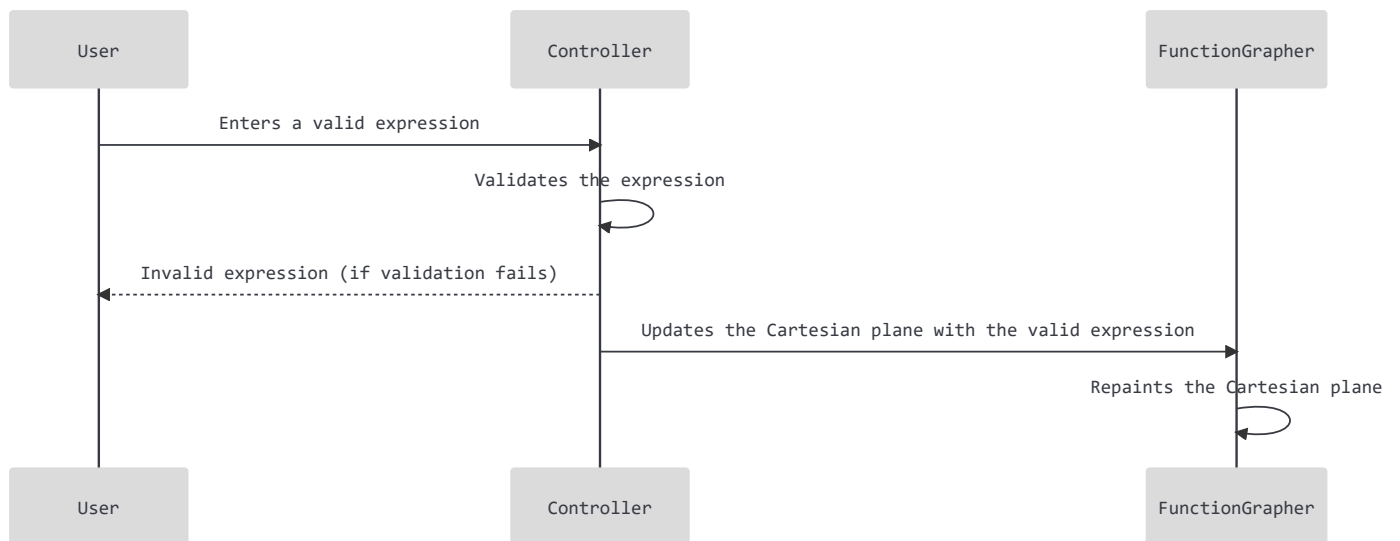 User
Controller
FunctionGrapher
Enters a valid expression
Validates the expression
Invalid expression (if validation fails)
Updates the Cartesian plane with the valid expression
Repaints the Cartesian plane
User
Controller
FunctionGrapher